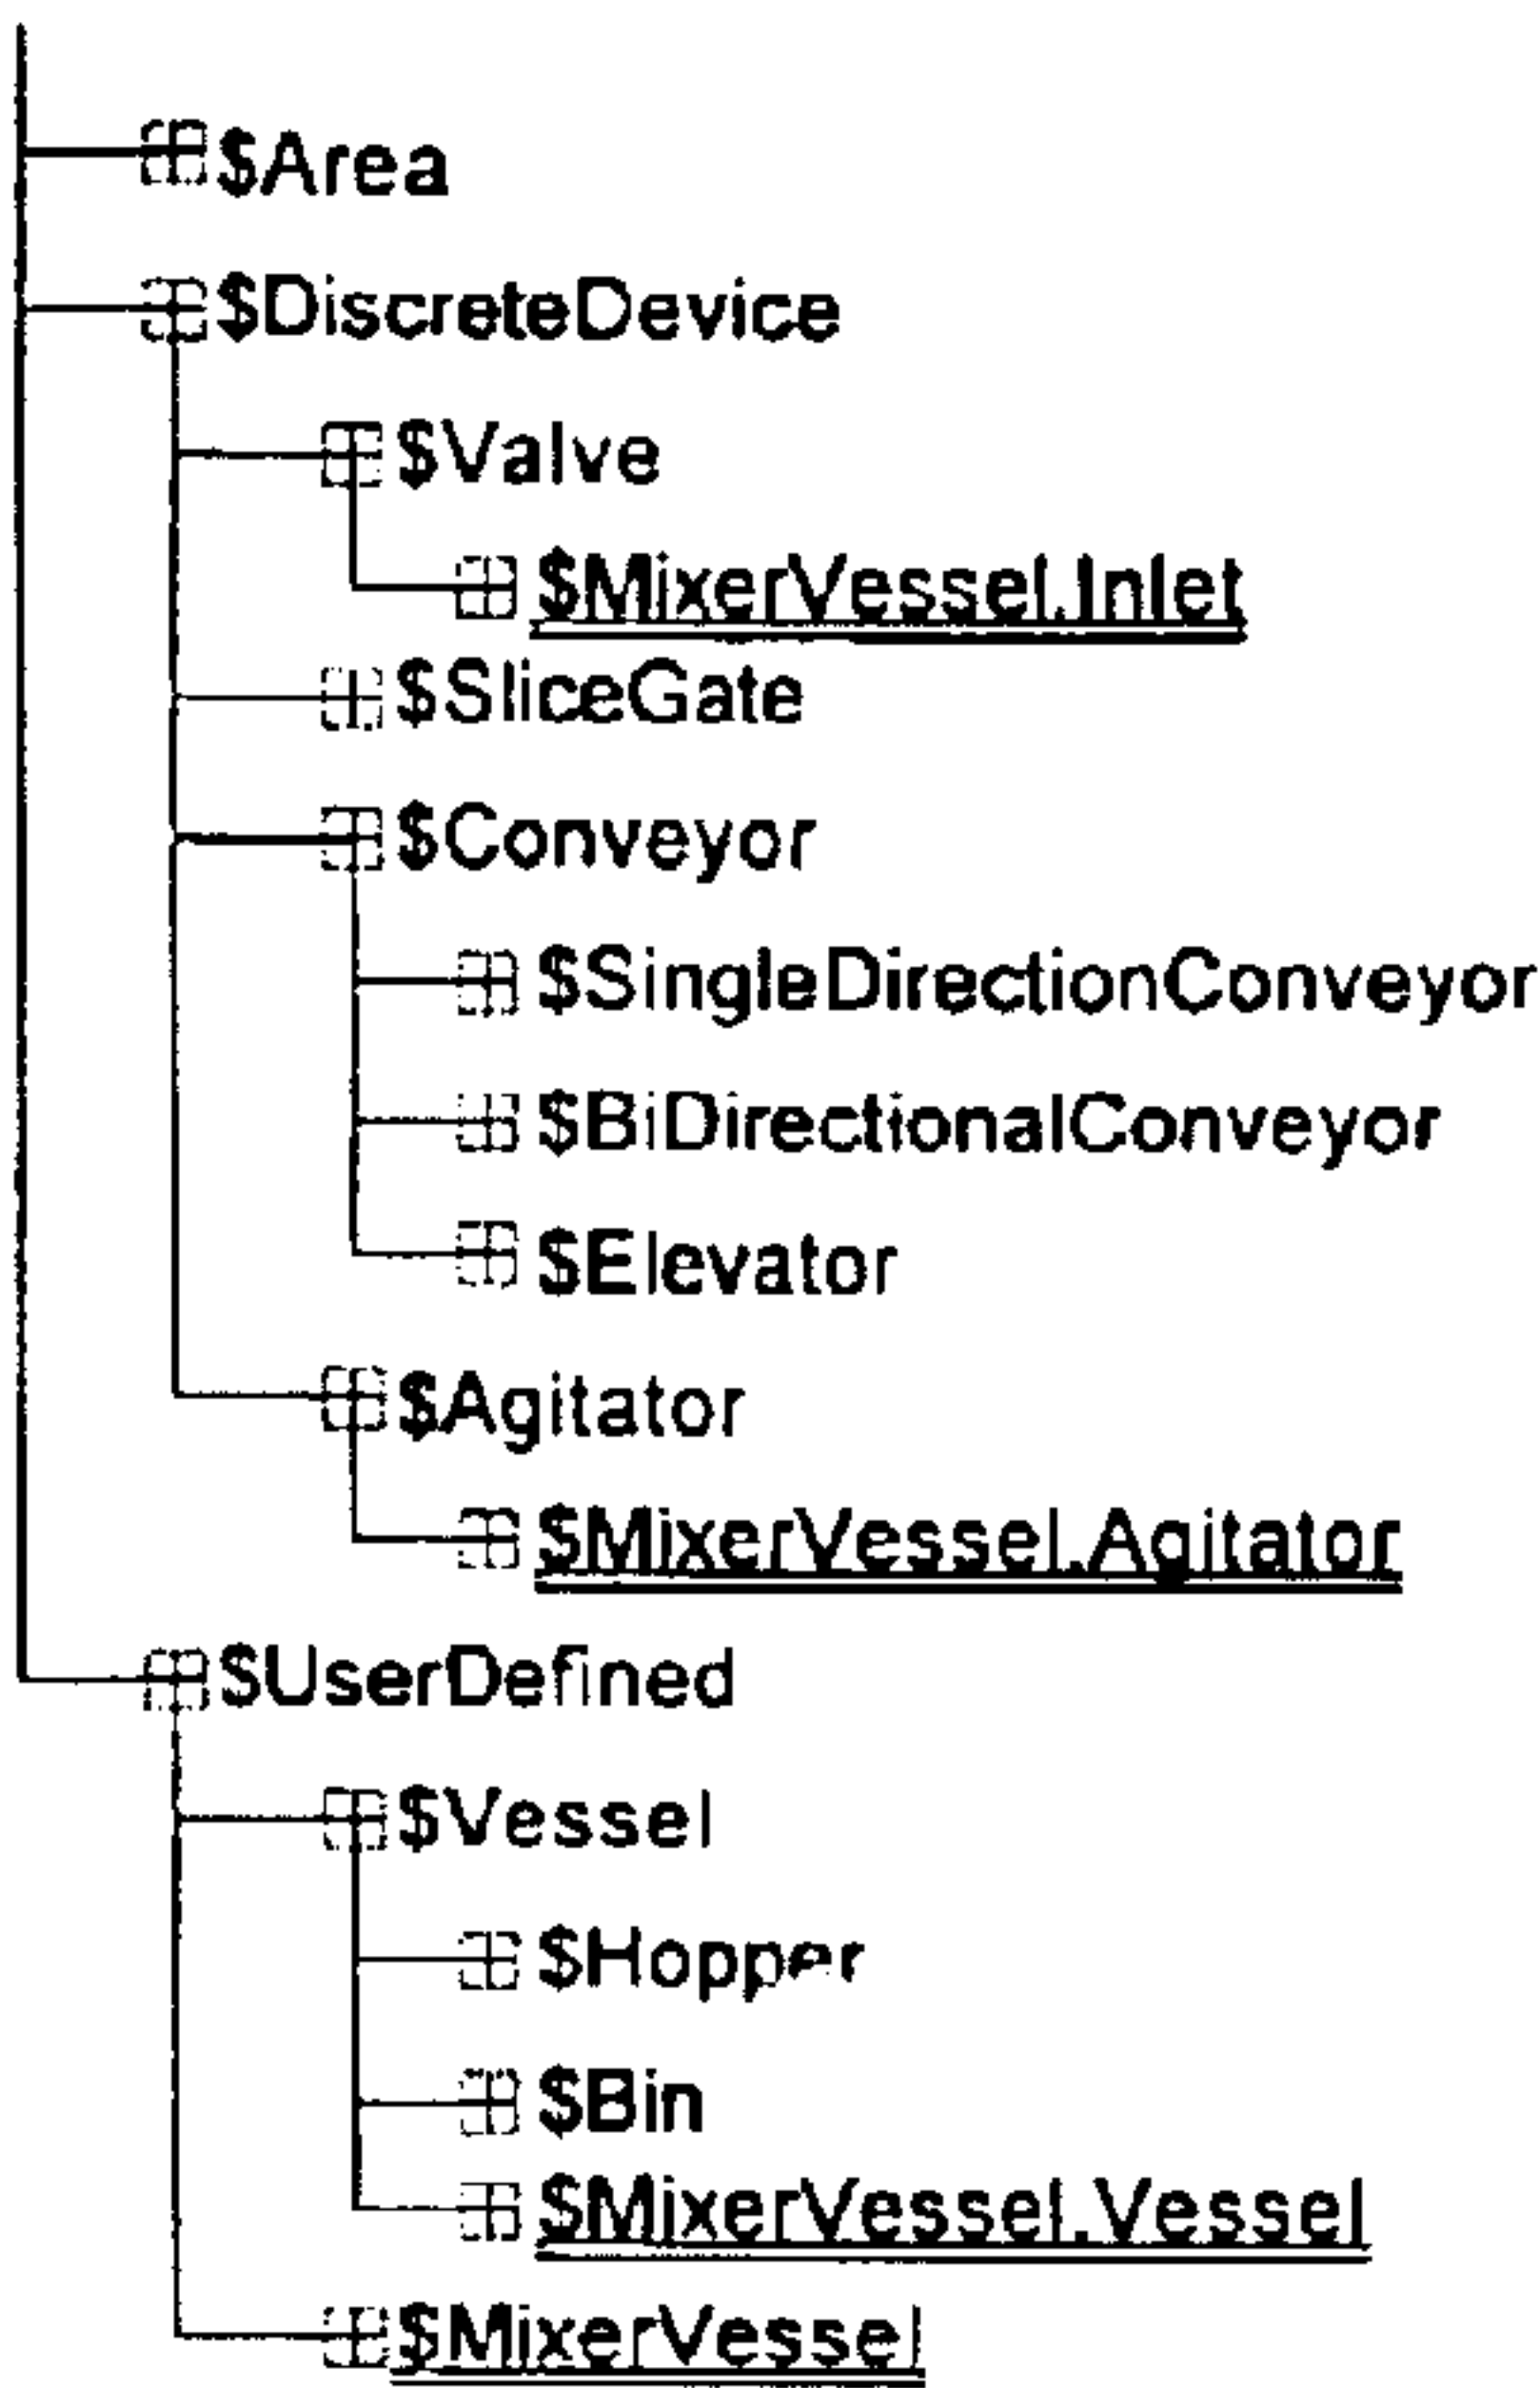 $Area
$DiscreteDevice
$Valve
$MixerVessel.Inlet
$SliceGate
$Conveyor
$SingleDirectionConveyor
$BiDirectionalConveyor
$Elevator
$Agitator
$MixerVessel.Agitator
$UserDefined
$Vessel
$Hopper
$Bin
$MixerVessel.Vessel
$MixerVessel